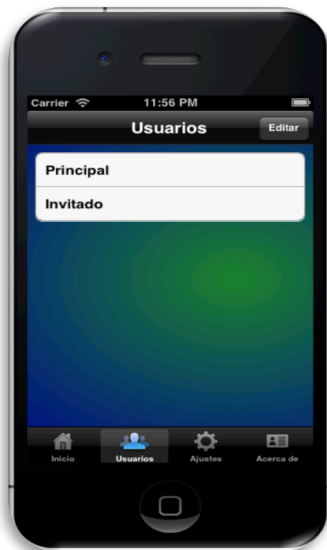 Carrier 11:56 PM
Usuarios Editar
Principal
Invitado
Inicio Usuarios Ajustes Acerca de